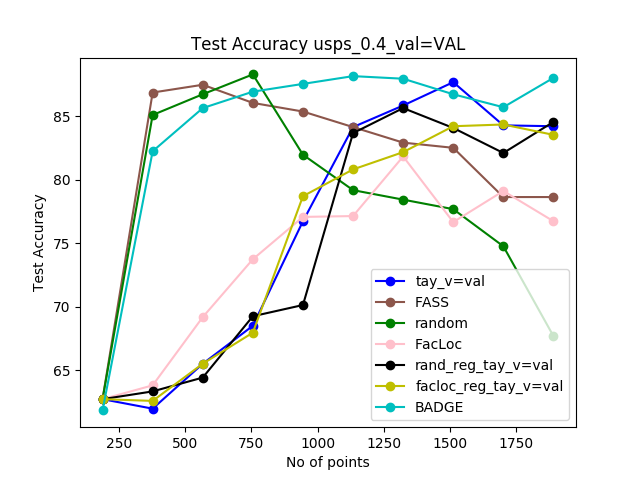 Test Accuracy usps_0.4_val=VAL
Test Accuracy
85
80
75
70
65
tay_v=val
FASS
random
FacLoc
rand_reg_tay_v=val
facloc_reg_tay_v=val
BADGE
250 500 750 1000 1250 1500 1750
No of points